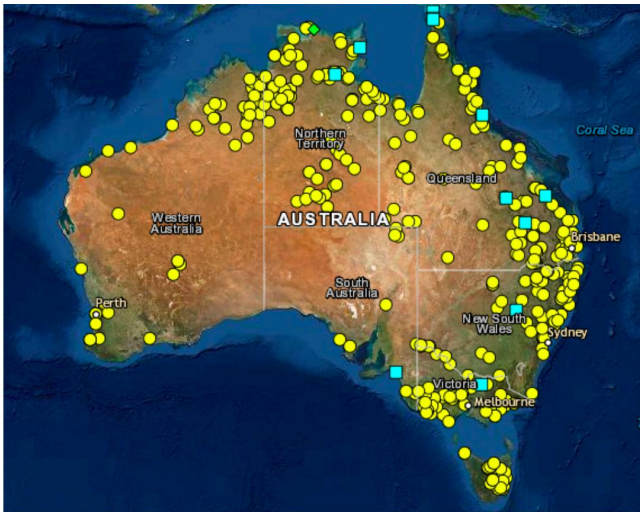 Coral Sea
Northern
Territory
Queensland
Western
Australia
AUSTRALIA
Brisbane
South
Australia
Perth
New South
Wales
Sydney
Victoria
Melbourne